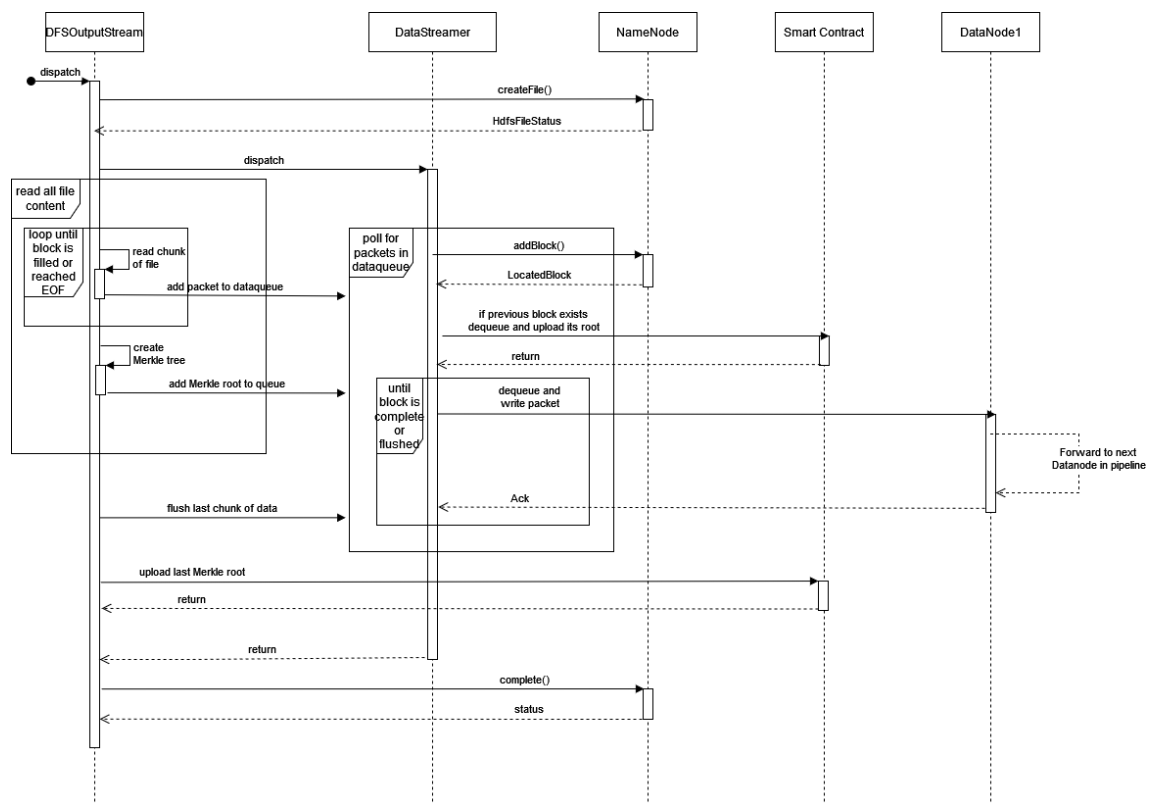 DFSOutputStream
DataStreamer
NameNode
Smart Contract
DataNode1
dispatch
createFile()
HdfsFileStatus
dispatch
read all file
content
loop until
block is
filled or
reached
EOF
read chunk
of file
add packet to dataqueue
poll for
packets in
dataqueue
addBlock()
LocatedBlock
if previous block exists
dequeue and upload its root
return
create
Merkle tree
add Merkle root to queue
until
block is
complete
or
flushed
dequeue and
write packet
Forward to next
Datanode in pipeline
Ack
flush last chunk of data
upload last Merkle root
return
return
complete()
status